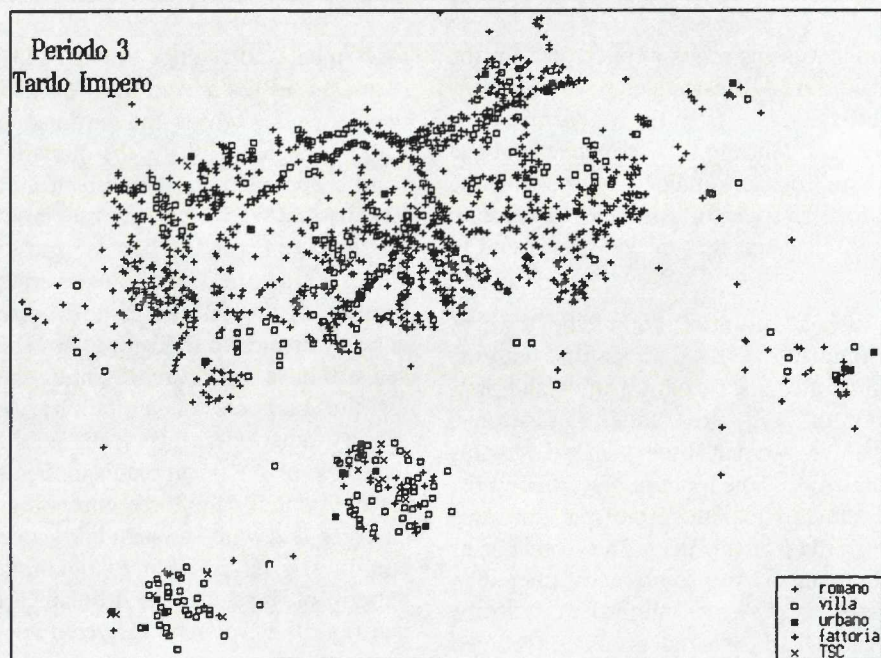 Periodo 3
Tardo Impero
romano
villa
urbano
fattoria
TSC